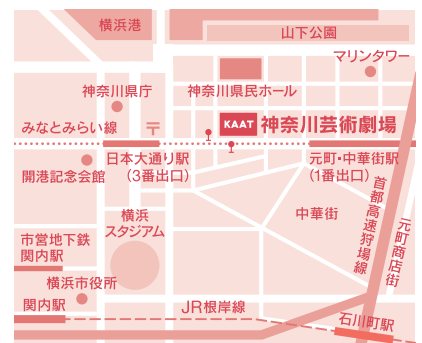 横浜港
山下公園
マリンタワー
神奈川県庁
神奈川県民ホール
みなとみらい線
〒
KAAT 神奈川芸術劇場
日本大通り駅
(3番出口)
元町・中華街駅
(1番出口)
開港記念会館
首都高速狩場線
横浜
スタジアム
中華街
元町商店街
市営地下鉄
関内駅
横浜市役所
関内駅
JR根岸線
石川町駅